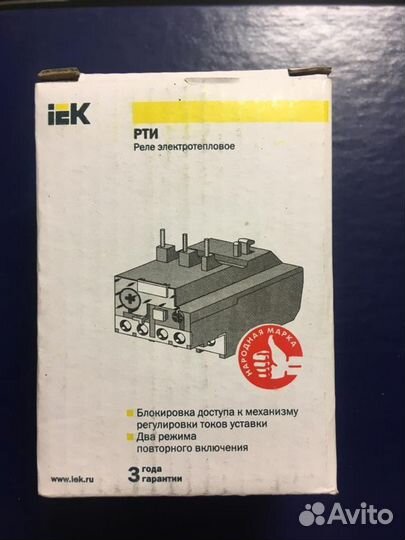 iEK
РТИ
Реле электротепловое
НАРОДНАЯ МАРКА
Блокировка доступа к механизму
регулировки токов уставки
Два режима
повторного включения
www.iek.ru
3 года
гарантии
Avito